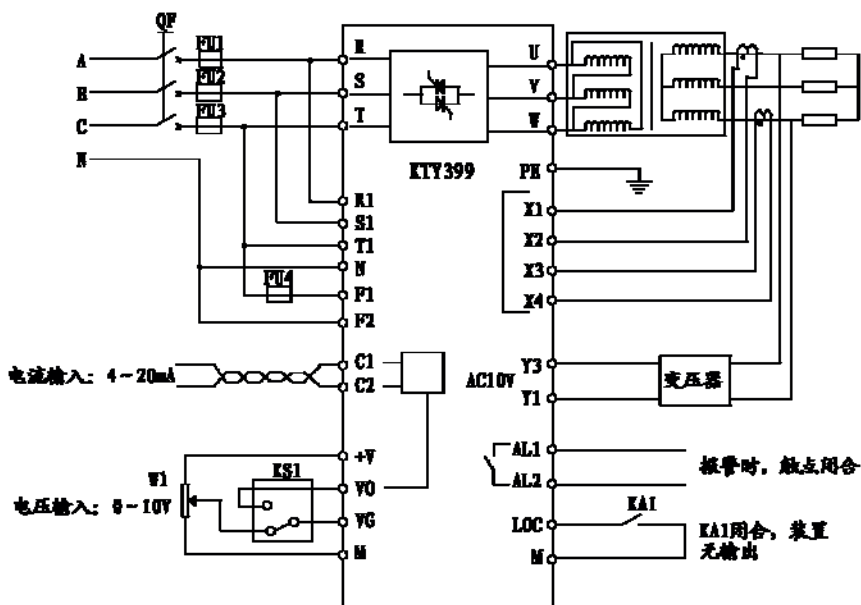 QF
FU1
A
R
U
FU2
B
S
V
FU3
C
T
W
N
KTY399
PE
R1
X1
S1
T1
X2
N
X3
FU4
F1
X4
F2
C1
Y3
电流输入：4～20mA
AC10V
变压器
C2
Y1
+V
AL1
W1
KS1
报警时，触点闭合
VO
AL2
电压输入：0～10V
KA1
VG
LOC
KA1闭合，装置
无输出
M
M